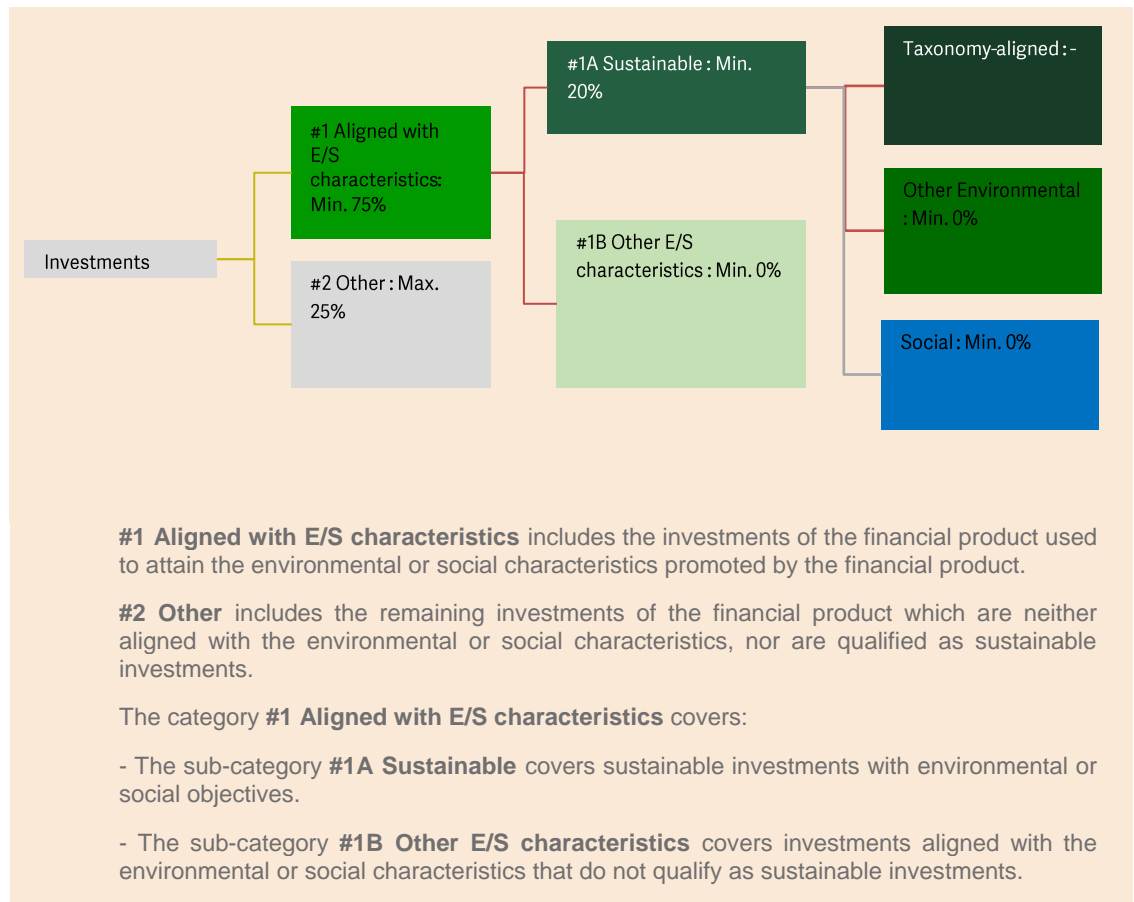 Investments
#1 Aligned with
E/S
characteristics:
Min. 75%
#2 Other : Max.
25%
#1A Sustainable : Min.
20%
#1B Other E/S
characteristics : Min. 0%
Taxonomy-aligned : -
Other Environmental
: Min. 0%
Social : Min. 0%
#1 Aligned with E/S characteristics includes the investments of the financial product used
to attain the environmental or social characteristics promoted by the financial product.
#2 Other includes the remaining investments of the financial product which are neither
aligned with the environmental or social characteristics, nor are qualified as sustainable
investments.
The category #1 Aligned with E/S characteristics covers:
- The sub-category #1A Sustainable covers sustainable investments with environmental or
social objectives.
- The sub-category #1B Other E/S characteristics covers investments aligned with the
environmental or social characteristics that do not qualify as sustainable investments.